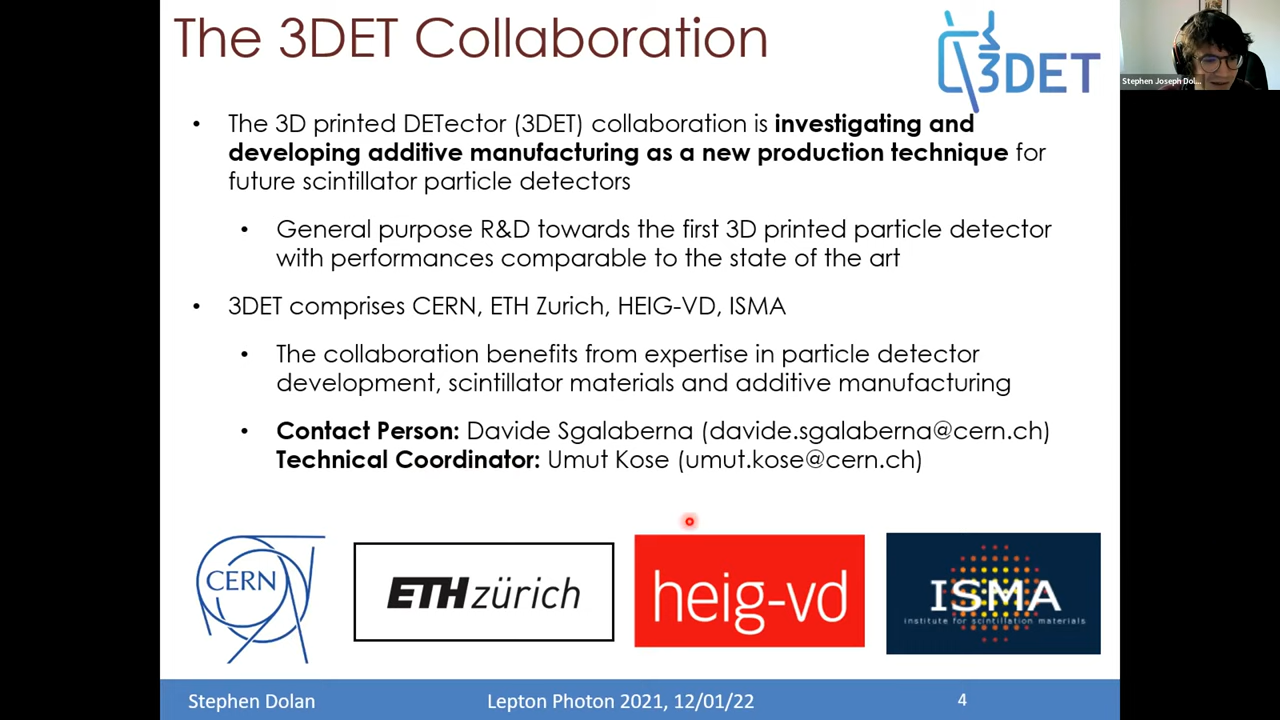 The 3DET Collaboration
3DET
Stephen Joseph Dol...
• The 3D printed DETector (3DET) collaboration is investigating and
developing additive manufacturing as a new production technique for
future scintillator particle detectors
• General purpose R&D towards the first 3D printed particle detector
with performances comparable to the state of the art
• 3DET comprises CERN, ETH Zurich, HEIG-VD, ISMA
• The collaboration benefits from expertise in particle detector
development, scintillator materials and additive manufacturing
• Contact Person: Davide Sgalaberna (davide.sgalaberna@cern.ch)
Technical Coordinator: Umut Kose (umut.kose@cern.ch)
CERN
ETH zürich
heig-vd
ISMA
institute for scintillation materials
Stephen Dolan
Lepton Photon 2021, 12/01/22
4